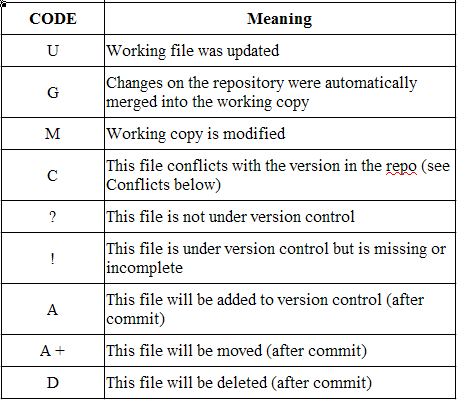 CODE Meaning
U Working file was updated
G Changes on the repository were automatically
merged into the working copy
M Working copy is modified
C This file conflicts with the version in the repo (see
Conflicts below)
? This file is not under version control
! This file is under version control but is missing or
incomplete
A This file will be added to version control (after
commit)
A + This file will be moved (after commit)
D This file will be deleted (after commit)